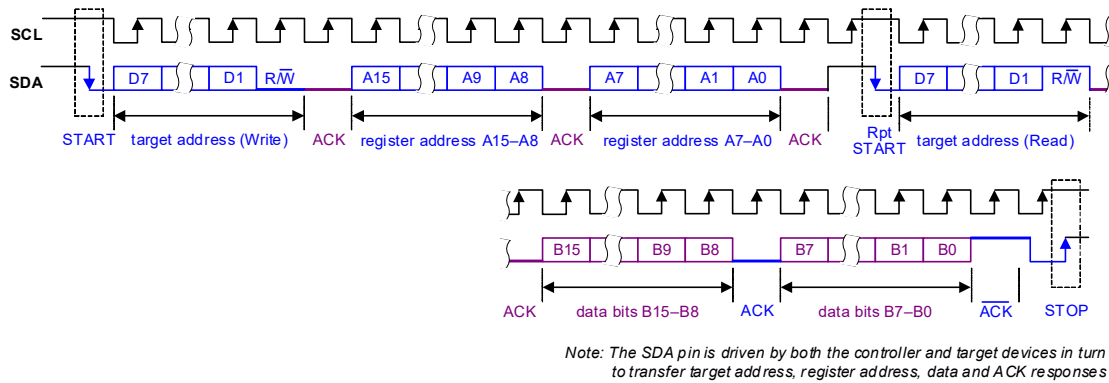 SCL
SDA D7 D1 R/W̅ A15 A9 A8 A7 A1 A0 D7 D1 R/W̅
START target address (Write) ACK register address A15–A8 ACK register address A7–A0 ACK Rpt START target address (Read)
B15 B9 B8 B7 B1 B0
ACK data bits B15–B8 ACK data bits B7–B0 A̅C̅K̅ STOP
Note: The SDA pin is driven by both the controller and target devices in turn
to transfer target address, register address, data and ACK responses